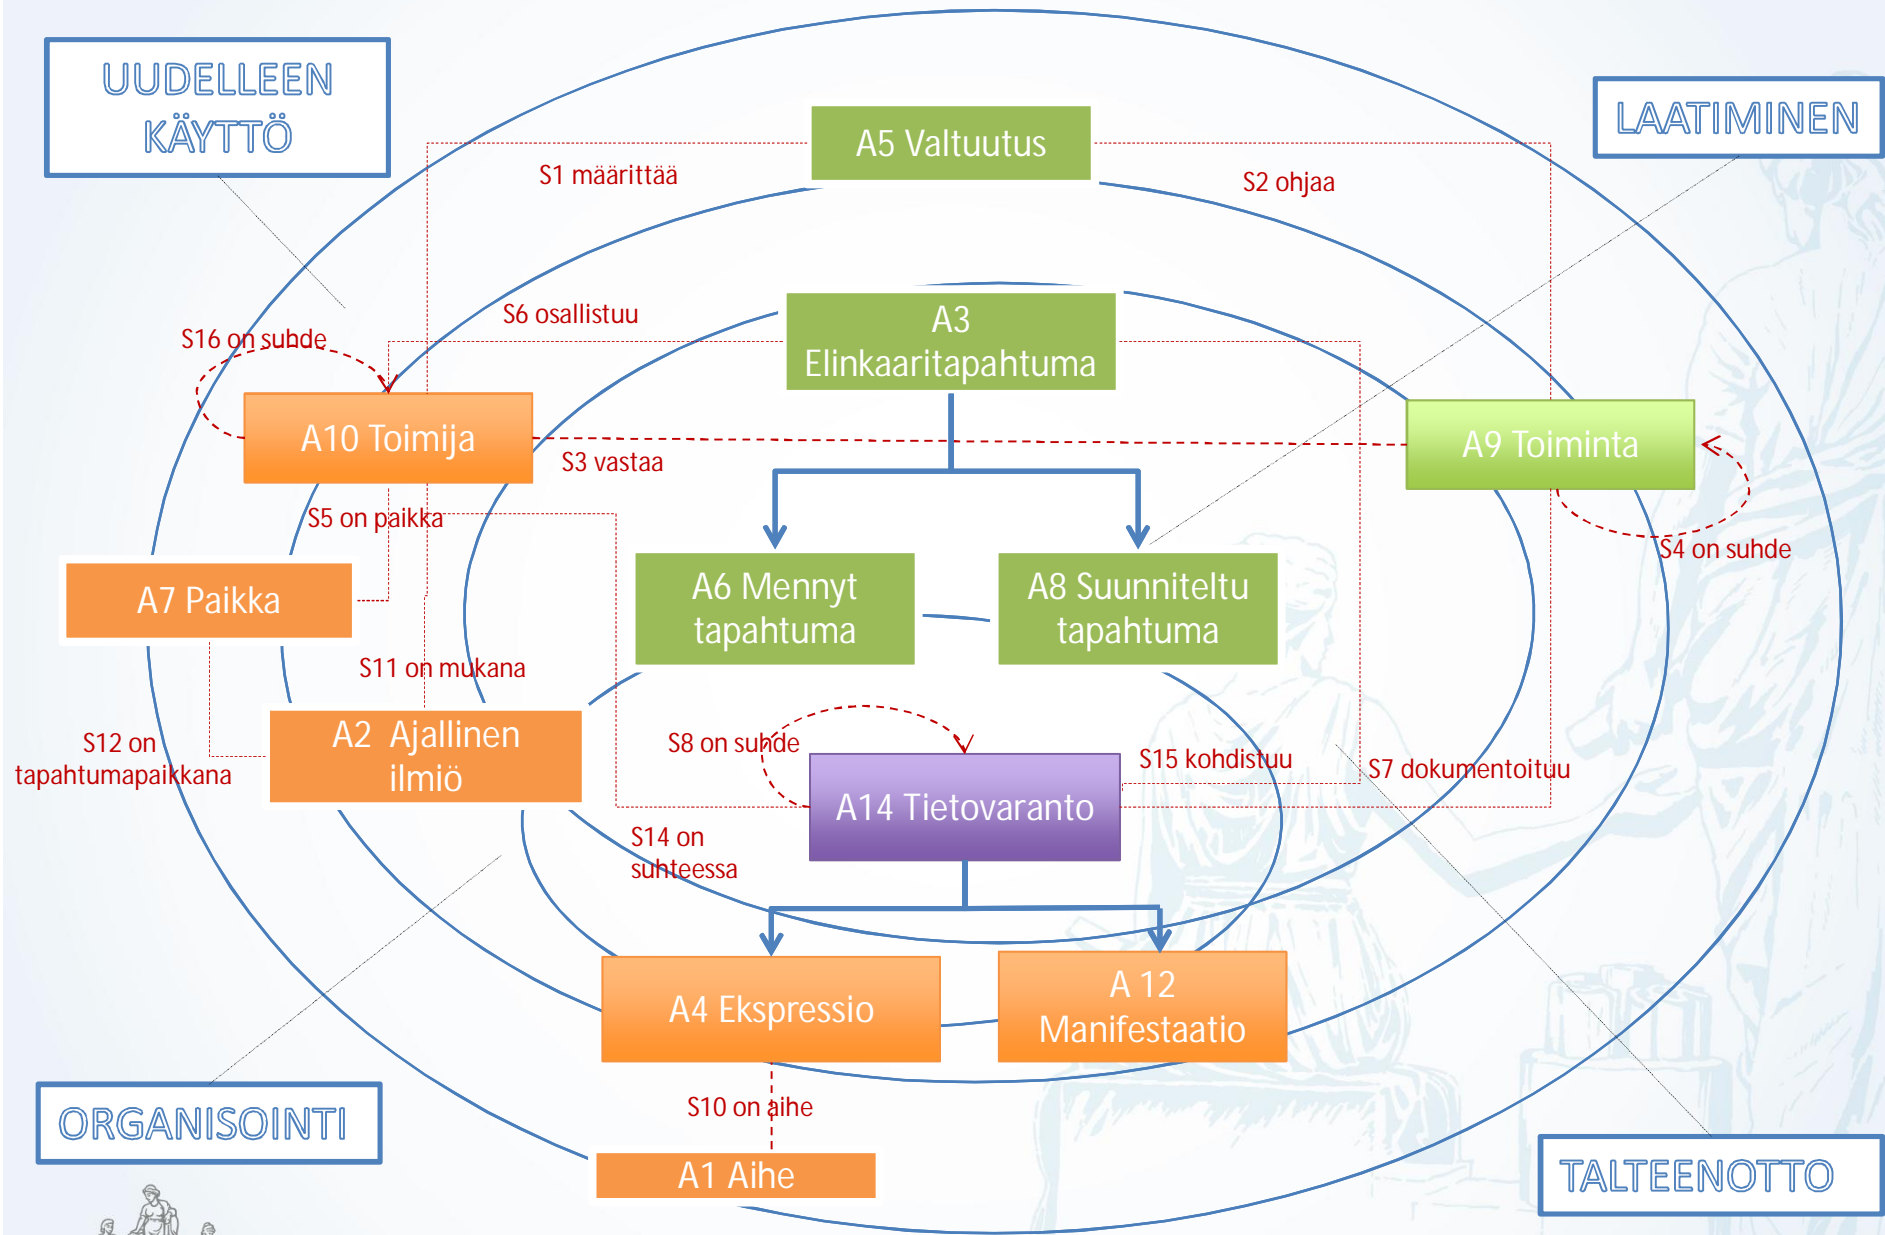 UUDELLEEN
KÄYTTÖ
LAATIMINEN
A5 Valtuutus
S1 määrittää
S2 ohjaa
S6 osallistuu
A3
Elinkaaritapahtuma
S16 on suhde
A10 Toimija
A9 Toiminta
S3 vastaa
S5 on paikka
S4 on suhde
A7 Paikka
A6 Mennyt
tapahtuma
A8 Suunniteltu
tapahtuma
S11 on mukana
A2 Ajallinen
ilmiö
S12 on
tapahtumapaikkana
S8 on suhde
S15 kohdistuu
S7 dokumentoituu
A14 Tietovaranto
S14 on
suhteessa
A4 Ekspressio
A 12
Manifestaatio
S10 on aihe
ORGANISOINTI
A1 Aihe
TALTEENOTTO